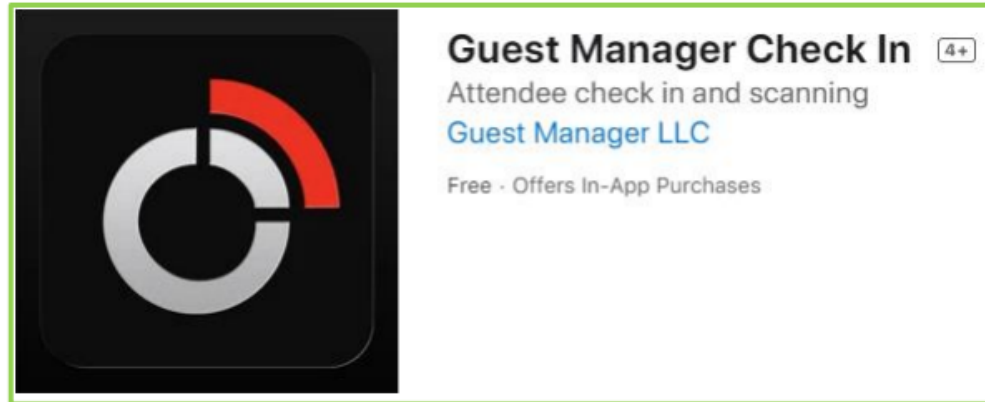 Guest Manager Check In 4+
Attendee check in and scanning
Guest Manager LLC
Free · Offers In-App Purchases